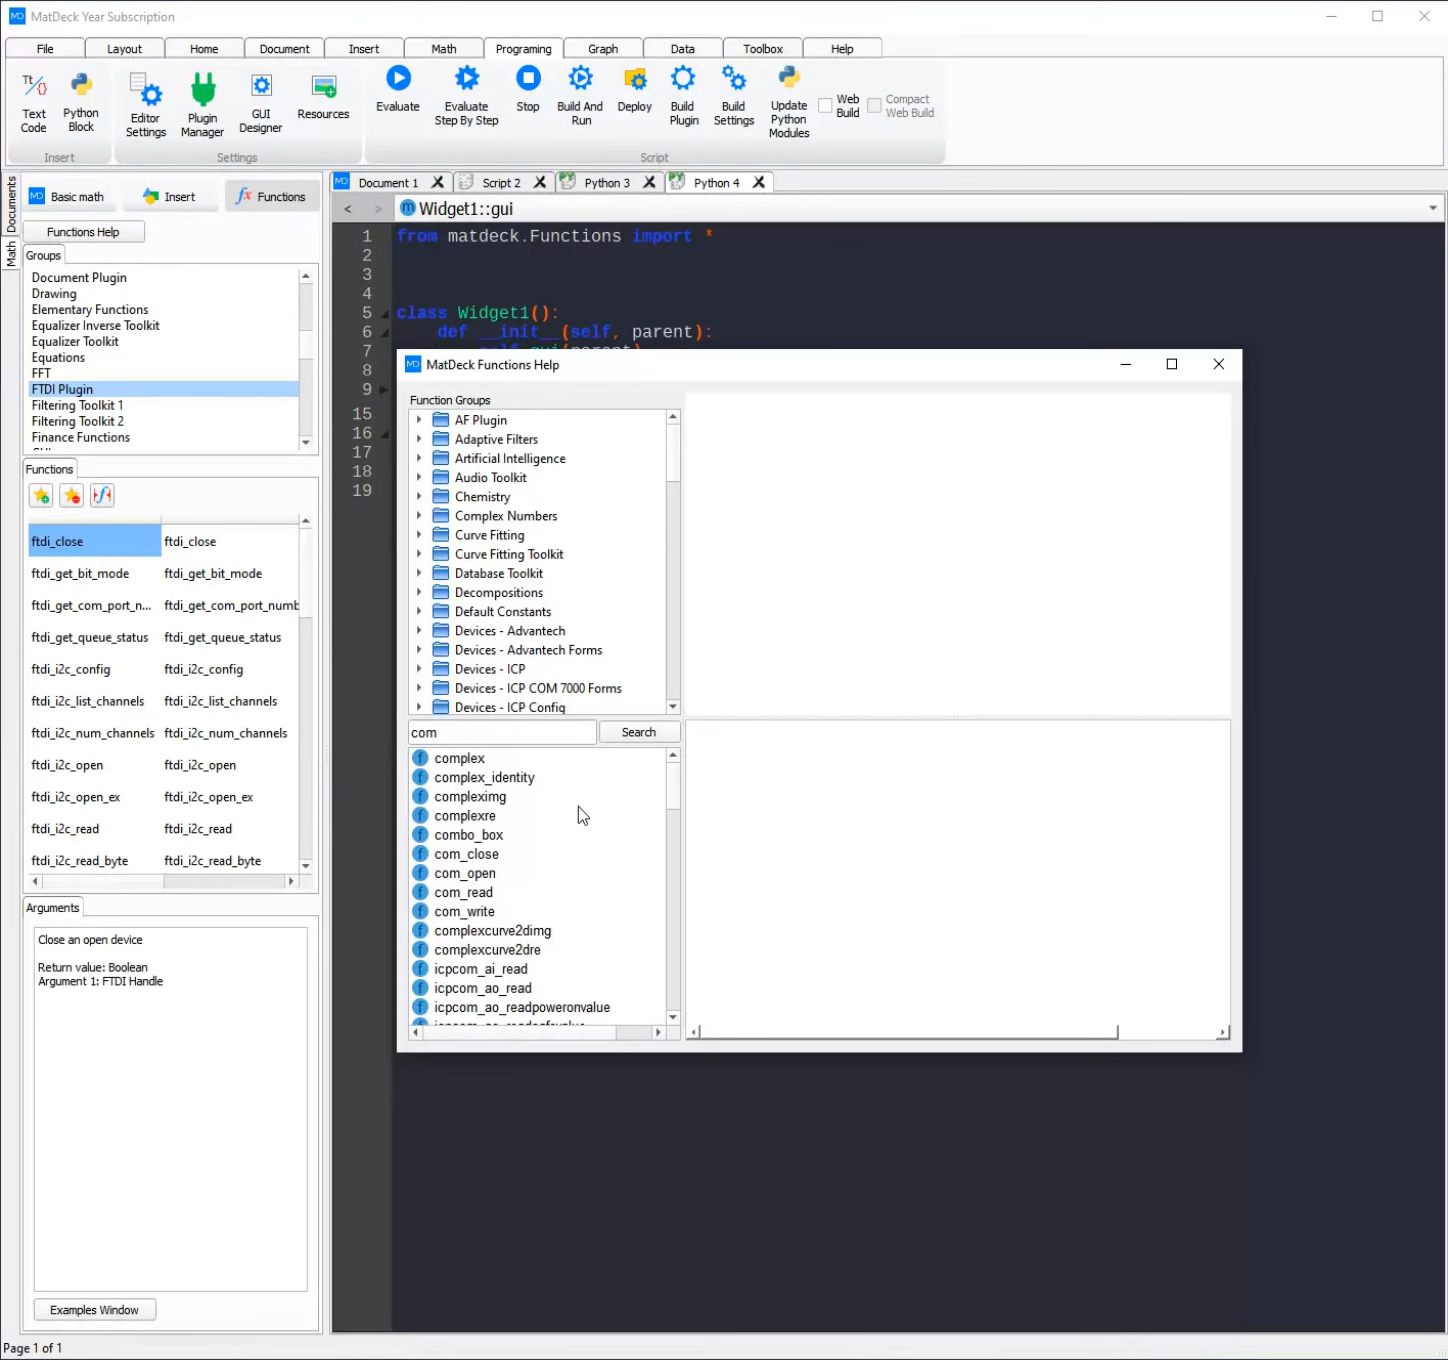 MD MatDeck Year Subscription
File Layout Home Document Insert Math Programing Graph Data Toolbox Help
Tt/{}
Text Code
Python Block
Insert
Editor Settings
Plugin Manager
GUI Designer
Resources
Settings
Evaluate
Evaluate Step By Step
Stop
Build And Run
Deploy
Build Plugin
Build Settings
Update Python Modules
Web Build
Compact Web Build
Script
Documents
Math
MD Basic math
Insert
fx Functions
Functions Help
Groups
Document Plugin
Drawing
Elementary Functions
Equalizer Inverse Toolkit
Equalizer Toolkit
Equations
FFT
FTDI Plugin
Filtering Toolkit 1
Filtering Toolkit 2
Finance Functions
Functions
ftdi_close ftdi_close
ftdi_get_bit_mode ftdi_get_bit_mode
ftdi_get_com_port_n... ftdi_get_com_port_numb
ftdi_get_queue_status ftdi_get_queue_status
ftdi_i2c_config ftdi_i2c_config
ftdi_i2c_list_channels ftdi_i2c_list_channels
ftdi_i2c_num_channels ftdi_i2c_num_channels
ftdi_i2c_open ftdi_i2c_open
ftdi_i2c_open_ex ftdi_i2c_open_ex
ftdi_i2c_read ftdi_i2c_read
ftdi_i2c_read_byte ftdi_i2c_read_byte
Arguments
Close an open device
Return value: Boolean
Argument 1: FTDI Handle
Examples Window
Page 1 of 1
MD Document 1 X Script 2 X Python 3 X Python 4 X
< > m Widget1::gui
1 from matdeck.Functions import *
2
3
4
5 class Widget1():
6 def __init__(self, parent):
7 self.gui(parent)
8
9
15
16
17
18
19
MD MatDeck Functions Help
Function Groups
AF Plugin
Adaptive Filters
Artificial Intelligence
Audio Toolkit
Chemistry
Complex Numbers
Curve Fitting
Curve Fitting Toolkit
Database Toolkit
Decompositions
Default Constants
Devices - Advantech
Devices - Advantech Forms
Devices - ICP
Devices - ICP COM 7000 Forms
Devices - ICP Config
com Search
f complex
f complex_identity
f compleximg
f complexre
f combo_box
f com_close
f com_open
f com_read
f com_write
f complexcurve2dimg
f complexcurve2dre
f icpcom_ai_read
f icpcom_ao_read
f icpcom_ao_readpoweronvalue